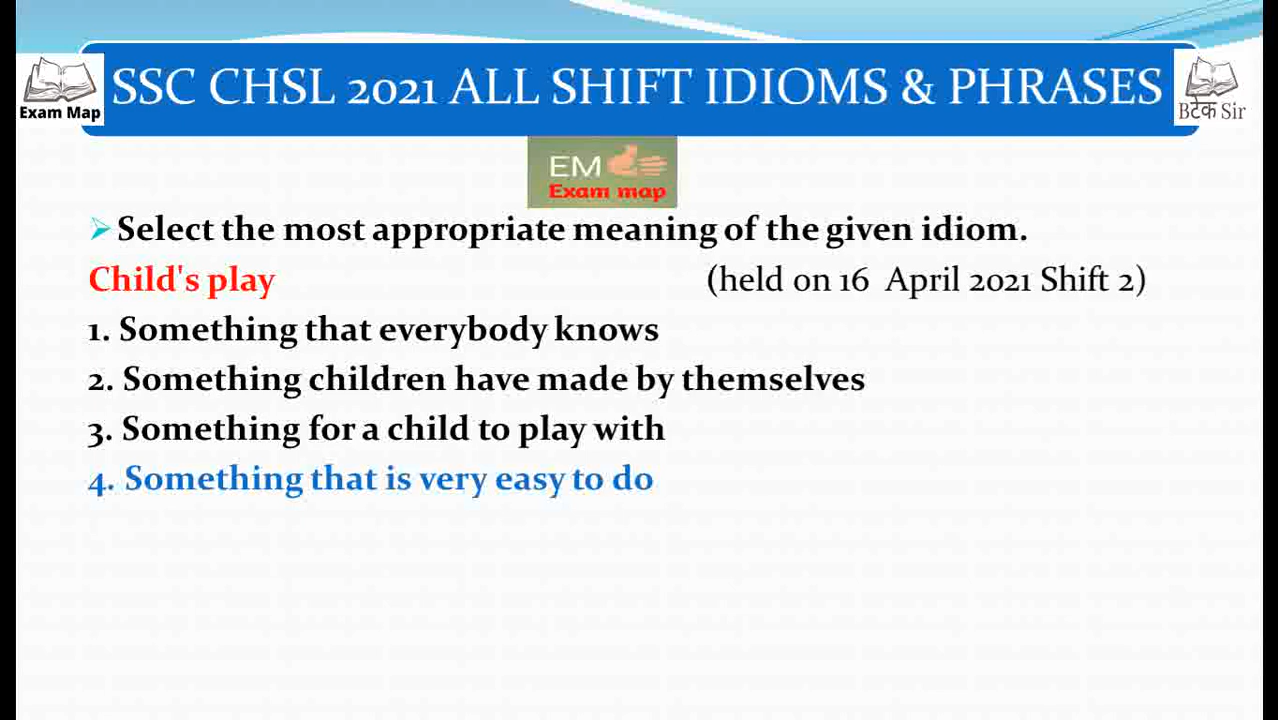 SSC CHSL 2021 ALL SHIFT IDIOMS & PHRASES
Exam Map
Bटेक Sir
EM
Exam map
Select the most appropriate meaning of the given idiom.
Child's play (held on 16 April 2021 Shift 2)
1. Something that everybody knows
2. Something children have made by themselves
3. Something for a child to play with
4. Something that is very easy to do